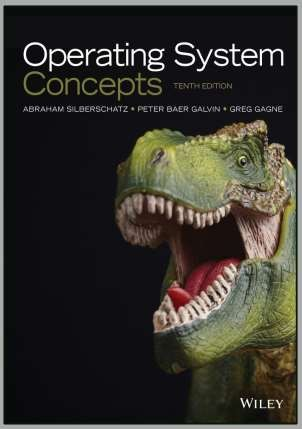 Operating System
Concepts TENTH EDITION
ABRAHAM SILBERSCHATZ • PETER BAER GALVIN • GREG GAGNE
WILEY